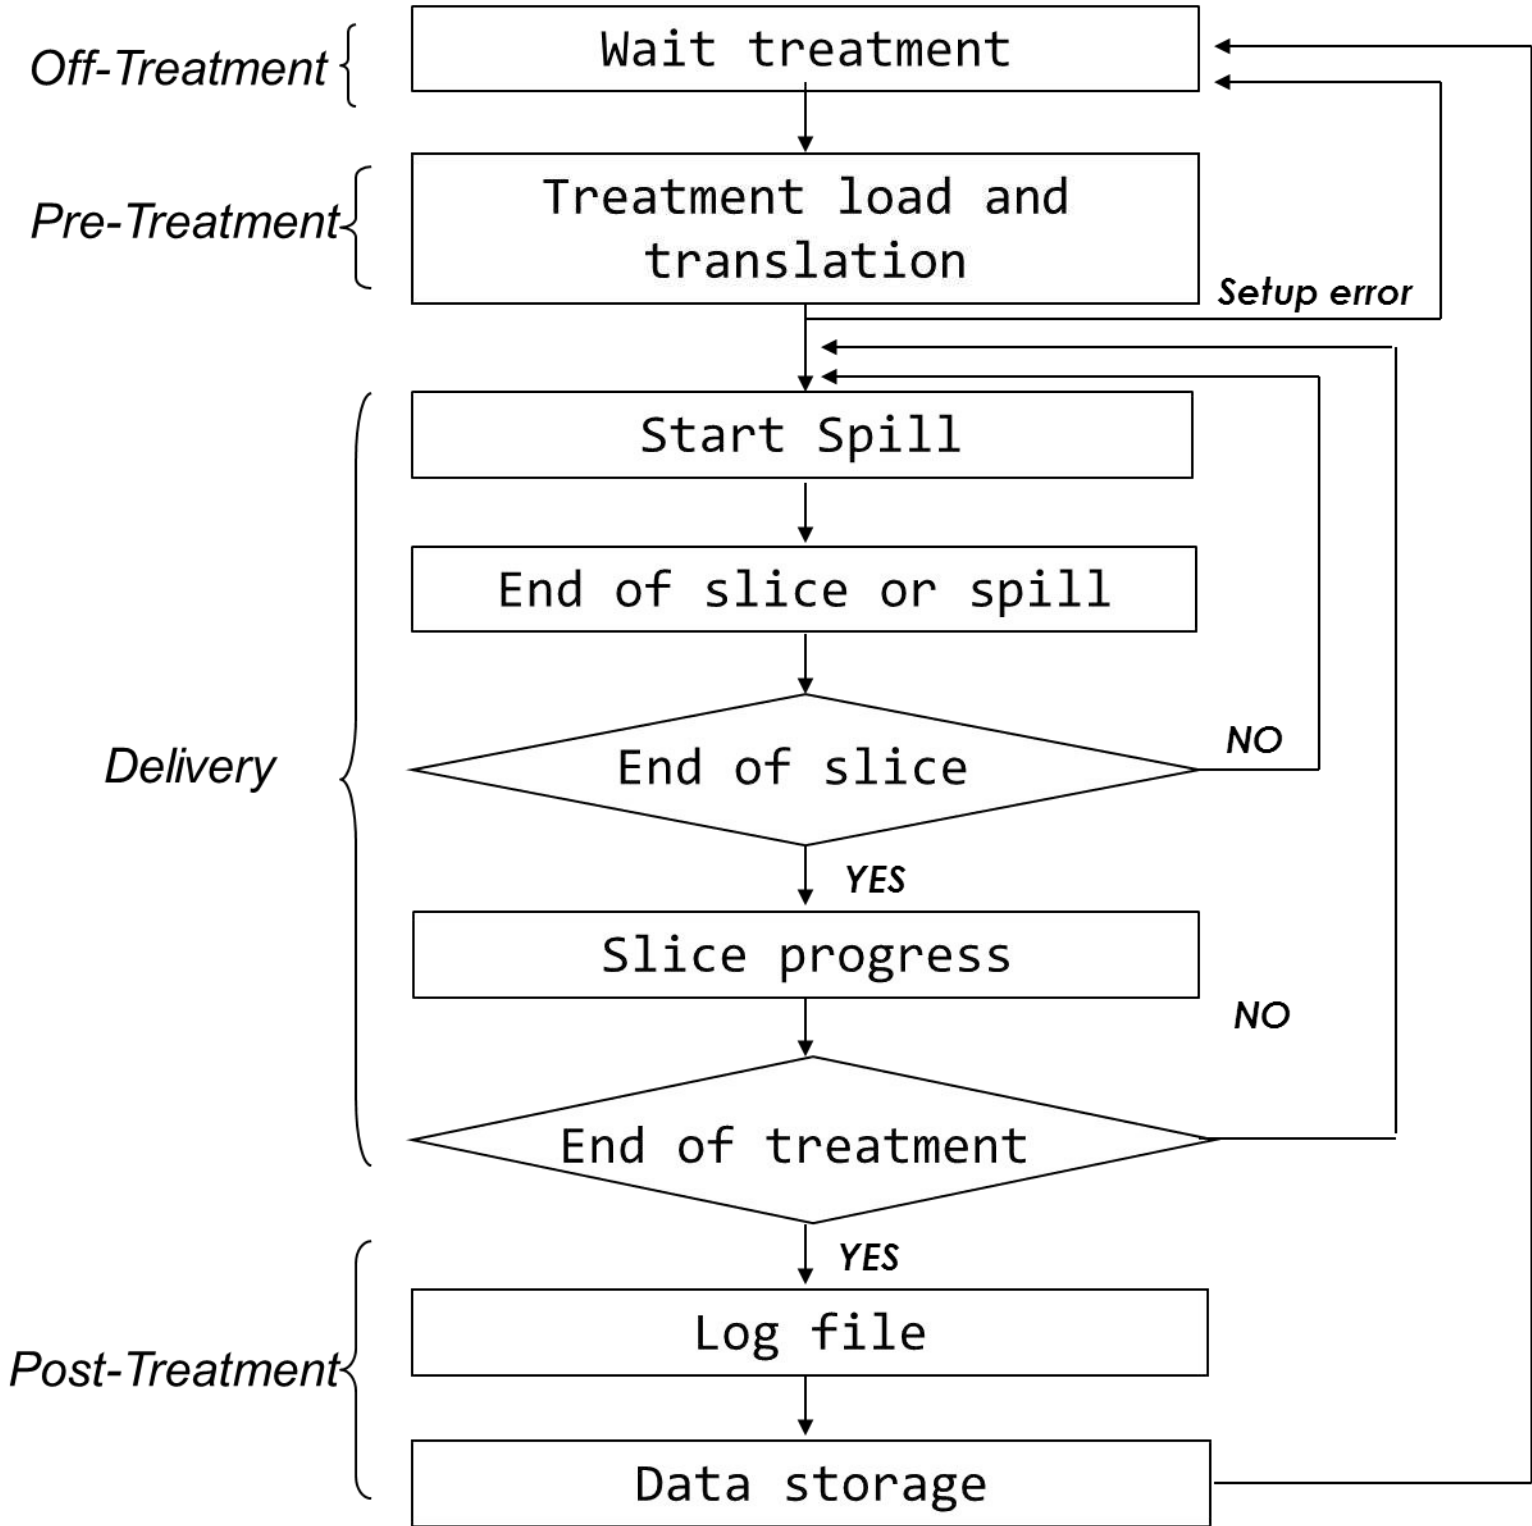 Off-Treatment
Wait treatment
Pre-Treatment
Treatment load and
translation
Setup error
Start Spill
End of slice or spill
Delivery
End of slice
NO
YES
Slice progress
NO
End of treatment
YES
Post-Treatment
Log file
Data storage